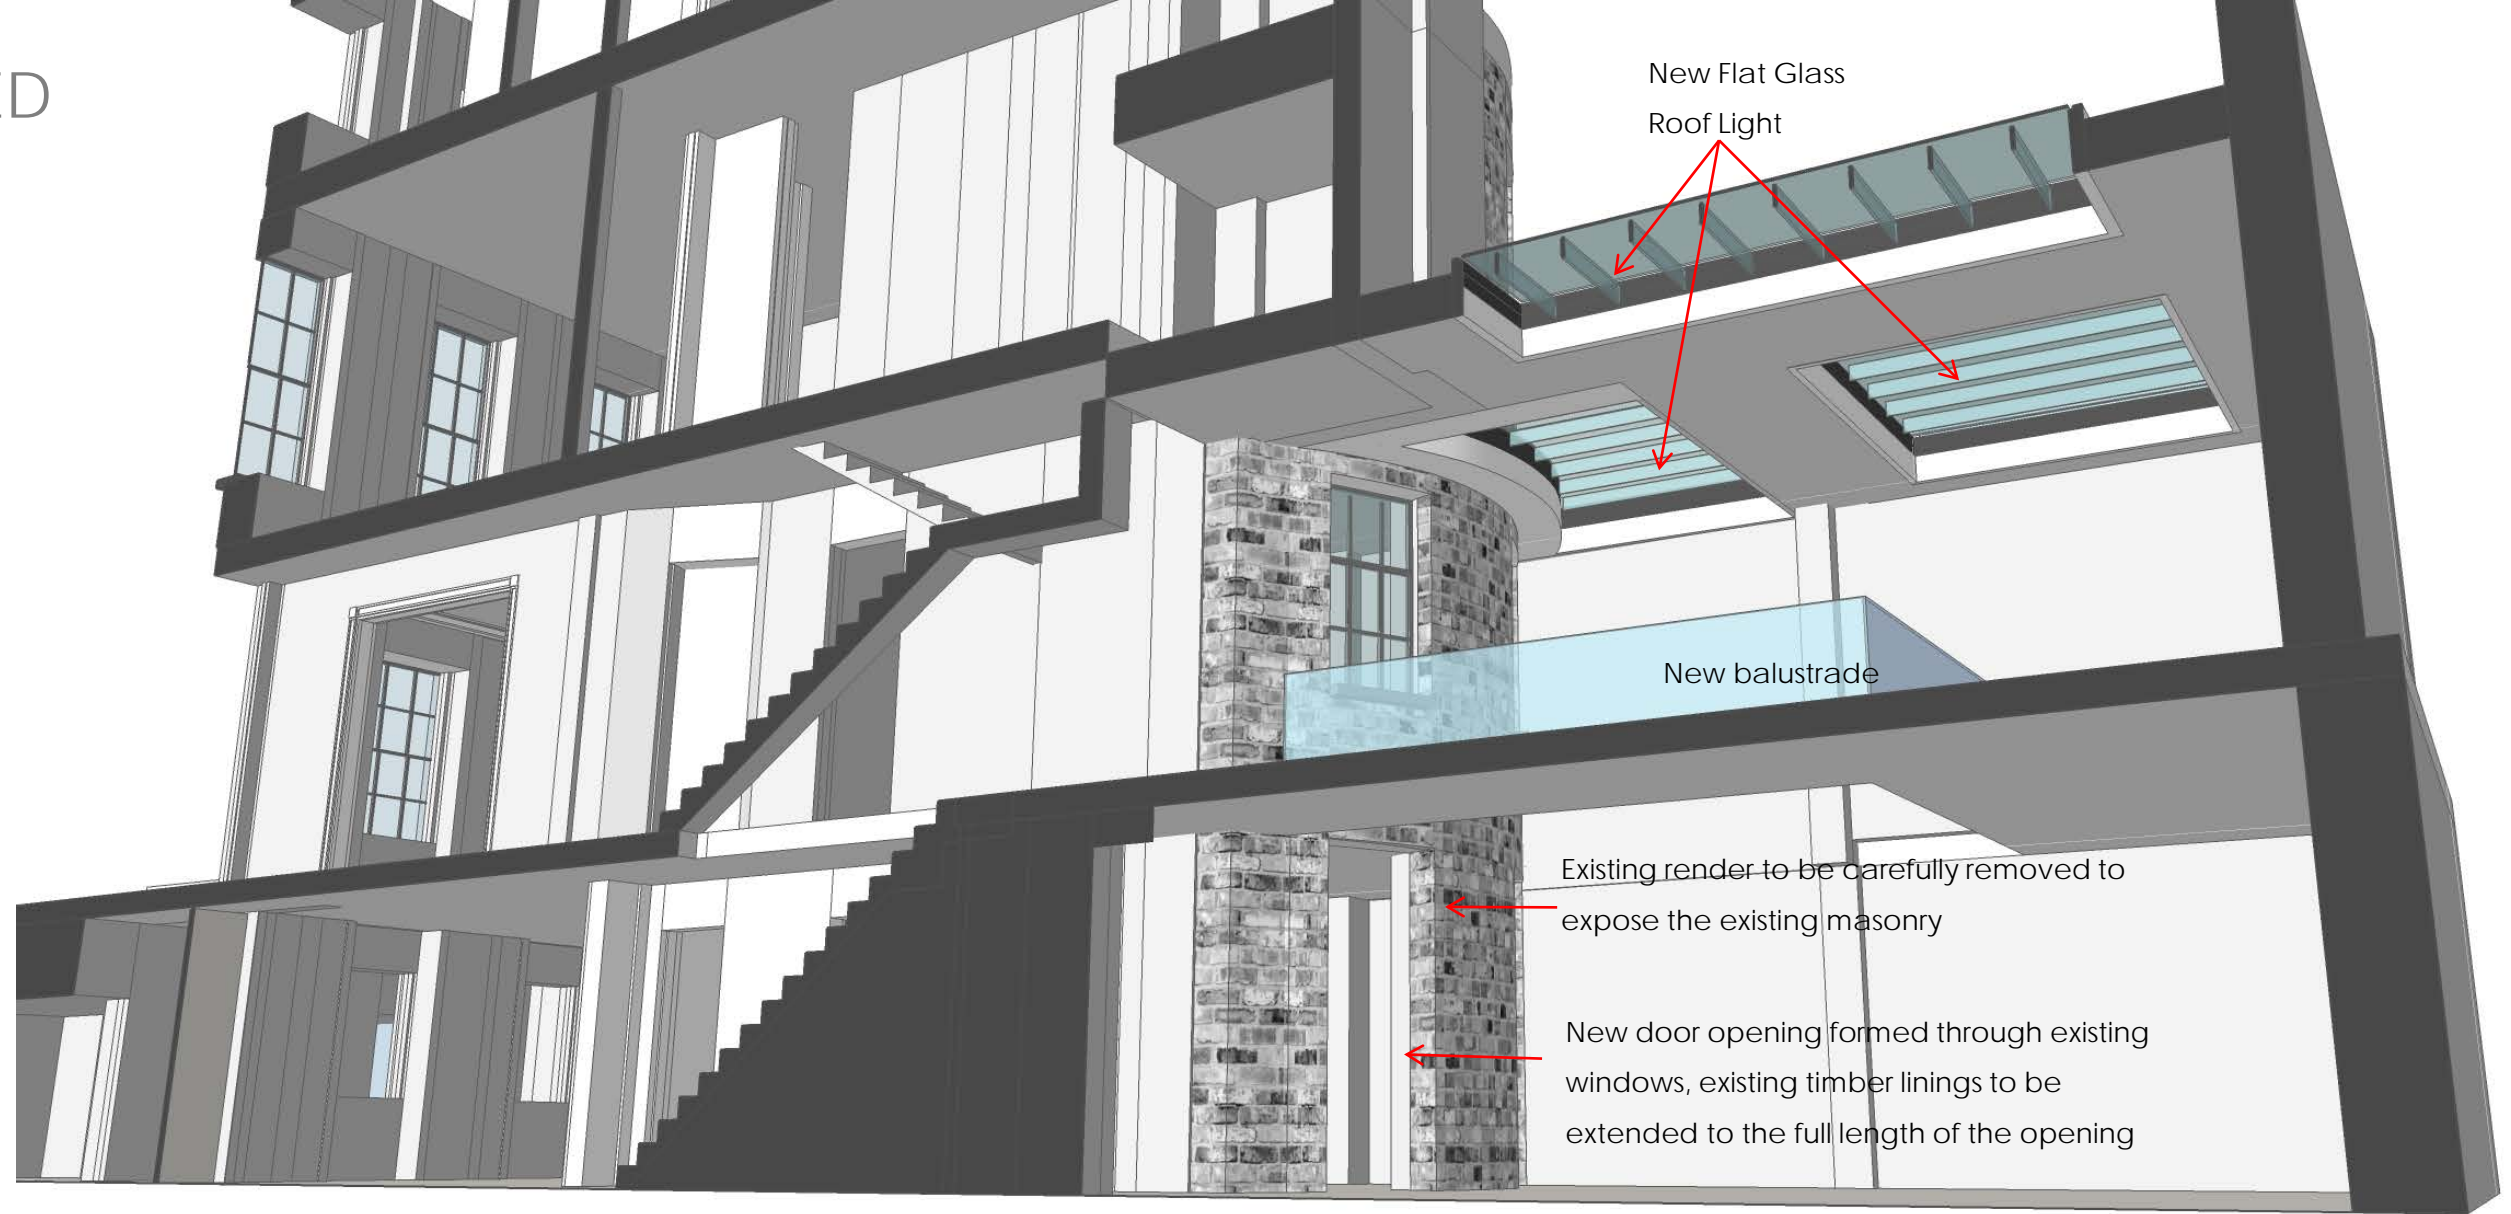 ED
New Flat Glass
Roof Light
New balustrade
Existing render to be carefully removed to
expose the existing masonry
New door opening formed through existing
windows, existing timber linings to be
extended to the full length of the opening